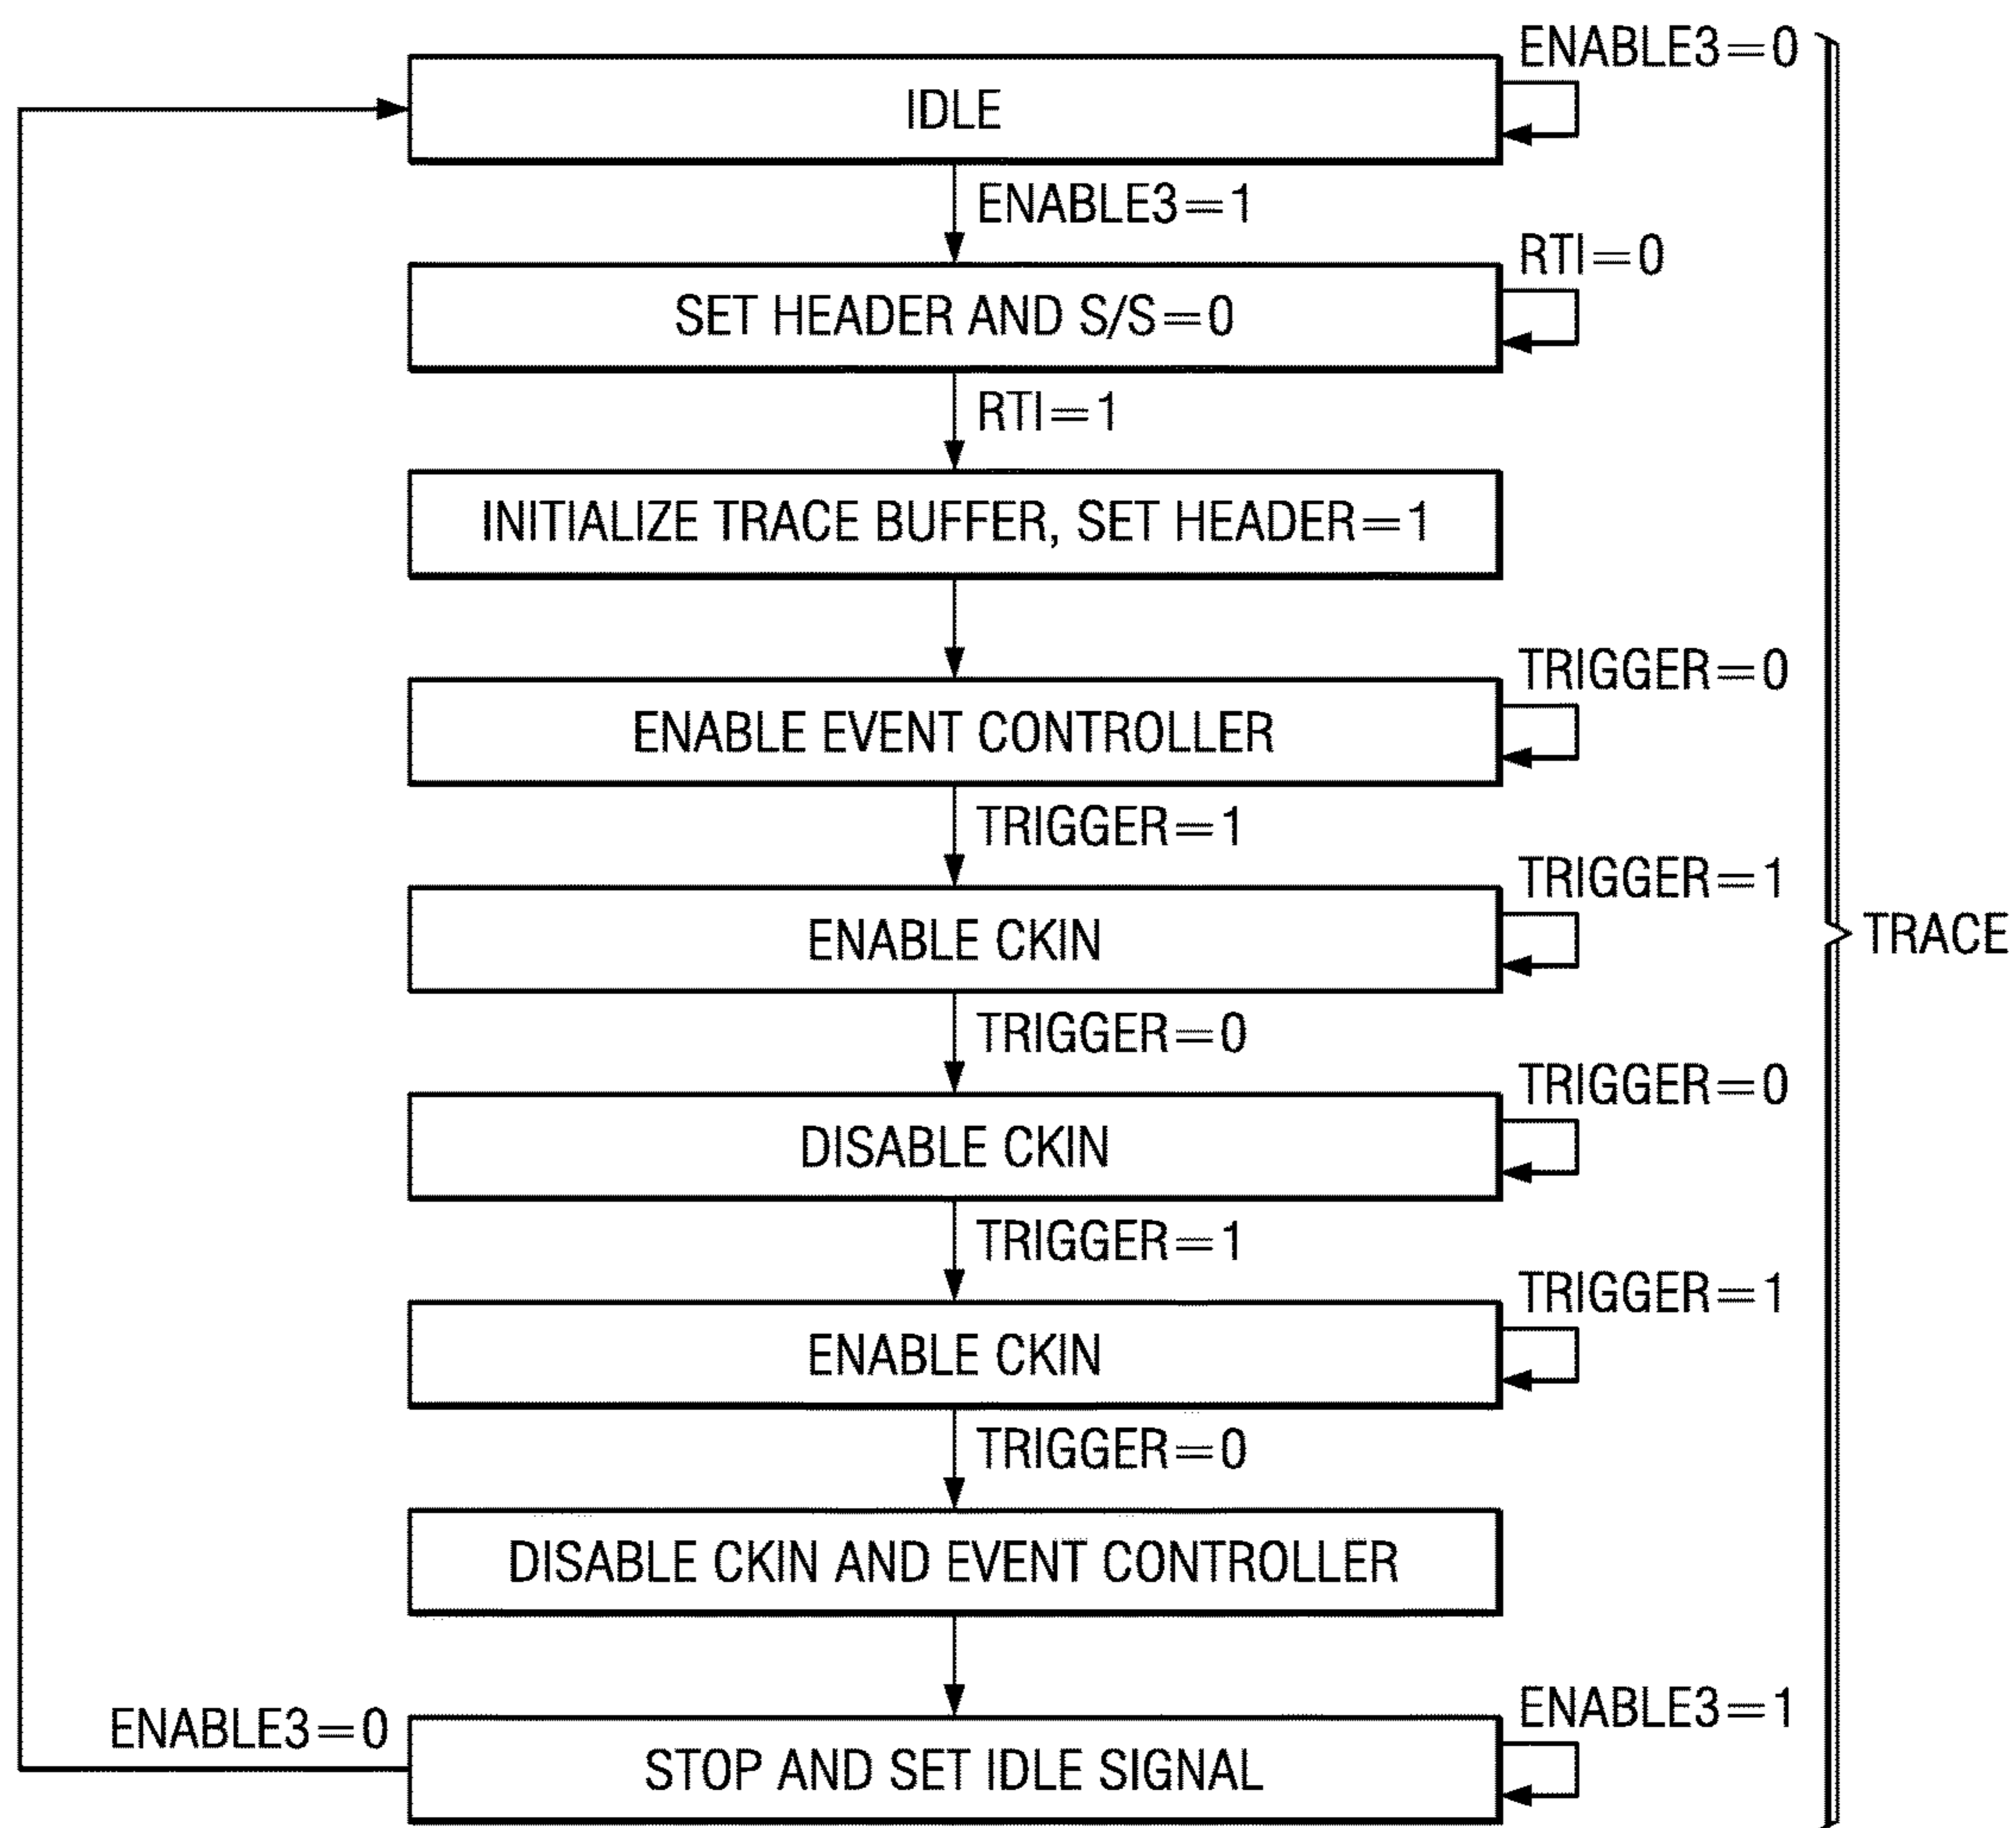 ENABLE3=0
IDLE
ENABLE3=1
RTI=0
SET HEADER AND S/S=0
RTI=1
INITIALIZE TRACE BUFFER, SET HEADER=1
TRIGGER=0
ENABLE EVENT CONTROLLER
TRIGGER=1
TRIGGER=1
ENABLE CKIN
TRACE
TRIGGER=0
TRIGGER=0
DISABLE CKIN
TRIGGER=1
TRIGGER=1
ENABLE CKIN
TRIGGER=0
DISABLE CKIN AND EVENT CONTROLLER
ENABLE3=1
ENABLE3=0
STOP AND SET IDLE SIGNAL